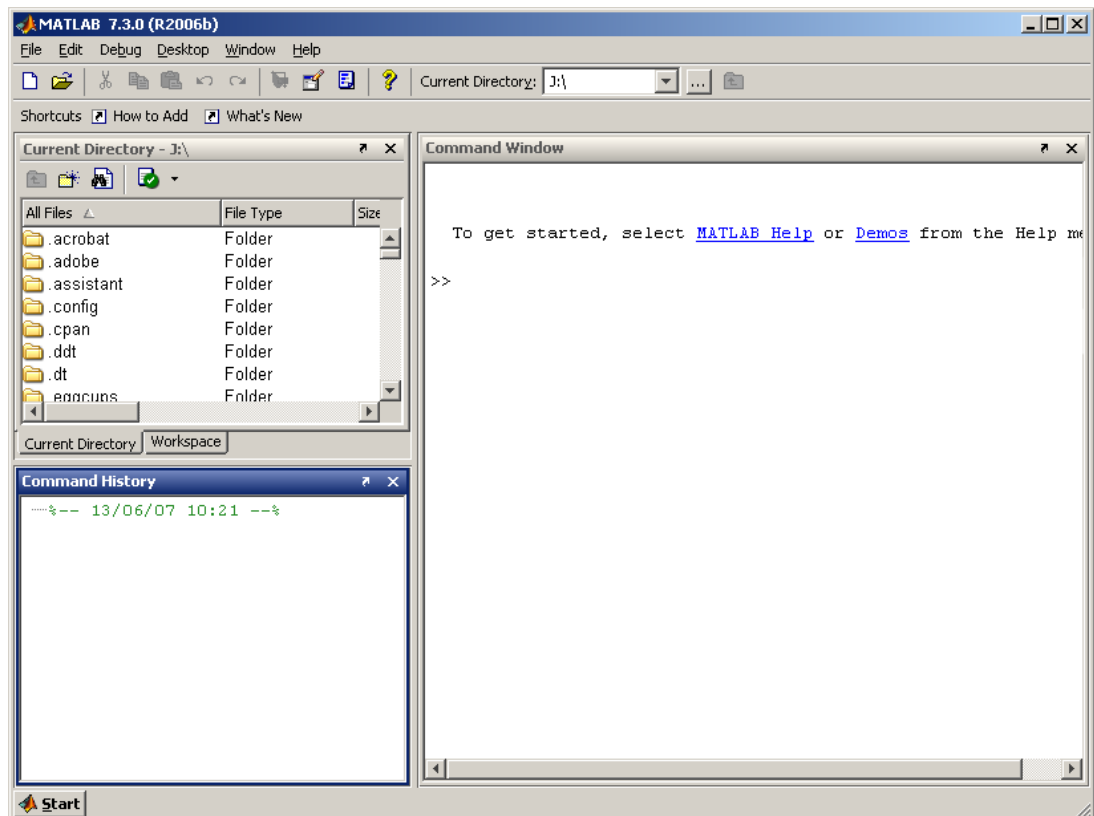 MATLAB 7.3.0 (R2006b)
File Edit Debug Desktop Window Help
Current Directory: J:\ ...
Shortcuts How to Add What's New
Current Directory - J:\
All Files File Type Size
.acrobat Folder
.adobe Folder
.assistant Folder
.config Folder
.cpan Folder
.ddt Folder
.dt Folder
Folder
Current Directory Workspace
Command History
%-- 13/06/07 10:21 --%
Command Window
To get started, select MATLAB Help or Demos from the Help me
>>
Start